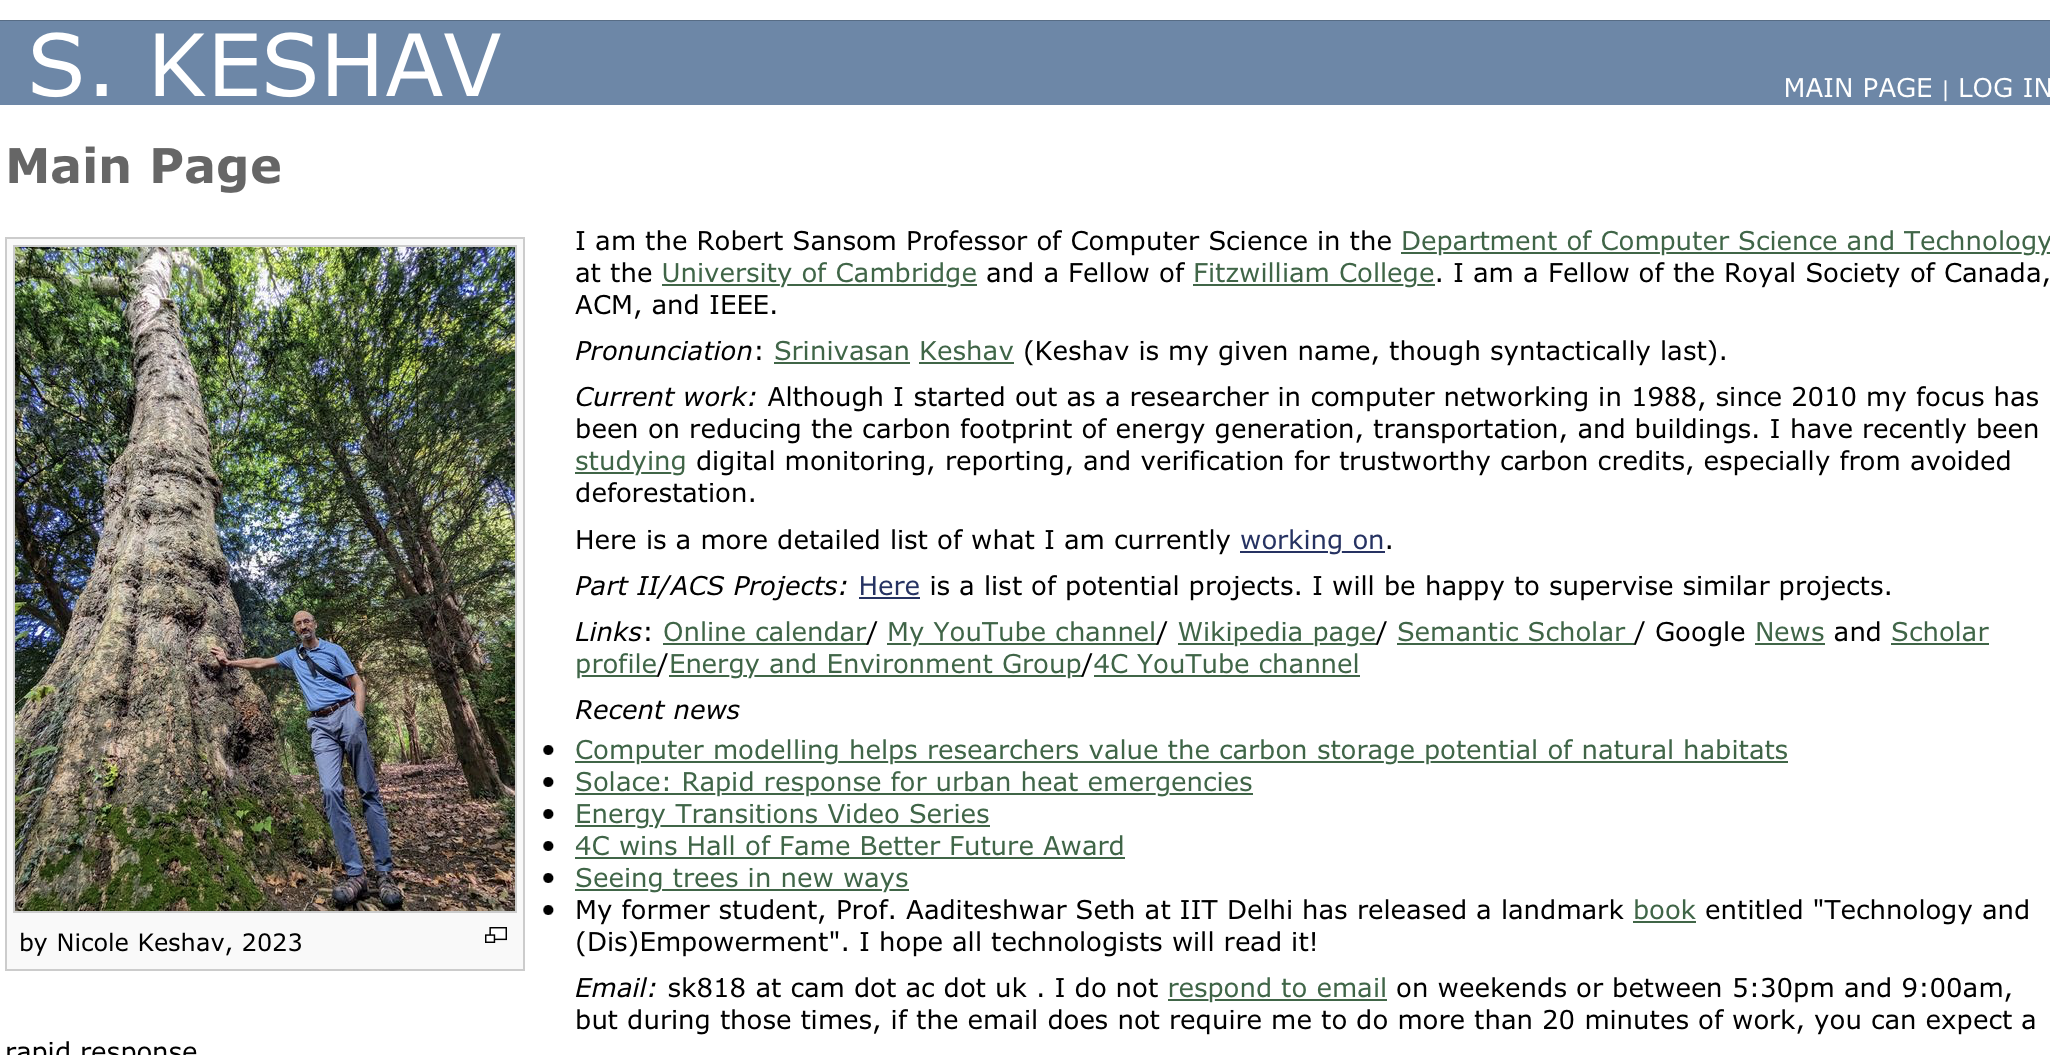 S. KESHAV
MAIN PAGE | LOG IN
Main Page
I am the Robert Sansom Professor of Computer Science in the Department of Computer Science and Technology
at the University of Cambridge and a Fellow of Fitzwilliam College. I am a Fellow of the Royal Society of Canada,
ACM, and IEEE.
Pronunciation: Srinivasan Keshav (Keshav is my given name, though syntactically last).
Current work: Although I started out as a researcher in computer networking in 1988, since 2010 my focus has
been on reducing the carbon footprint of energy generation, transportation, and buildings. I have recently been
studying digital monitoring, reporting, and verification for trustworthy carbon credits, especially from avoided
deforestation.
Here is a more detailed list of what I am currently working on.
Part II/ACS Projects: Here is a list of potential projects. I will be happy to supervise similar projects.
Links: Online calendar/ My YouTube channel/ Wikipedia page/ Semantic Scholar / Google News and Scholar
profile/Energy and Environment Group/4C YouTube channel
Recent news
Computer modelling helps researchers value the carbon storage potential of natural habitats
Solace: Rapid response for urban heat emergencies
Energy Transitions Video Series
4C wins Hall of Fame Better Future Award
Seeing trees in new ways
My former student, Prof. Aaditeshwar Seth at IIT Delhi has released a landmark book entitled "Technology and
(Dis)Empowerment". I hope all technologists will read it!
by Nicole Keshav, 2023
Email: sk818 at cam dot ac dot uk . I do not respond to email on weekends or between 5:30pm and 9:00am,
but during those times, if the email does not require me to do more than 20 minutes of work, you can expect a
rapid response